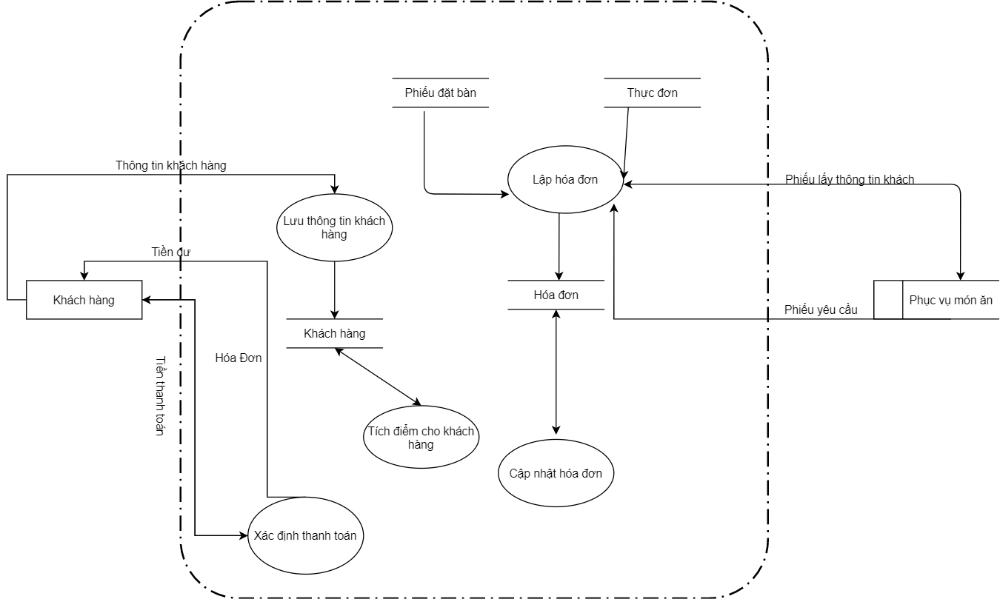 Phiếu đặt bàn
Thực đơn
Thông tin khách hàng
Lập hóa đơn
Phiếu lấy thông tin khách
Lưu thông tin khách
hàng
Tiền dư
Khách hàng
Hóa đơn
Phục vụ món ăn
Phiếu yêu cầu
Khách hàng
Hóa Đơn
Tiền thanh toán
Tích điểm cho khách
hàng
Cập nhật hóa đơn
Xác định thanh toán